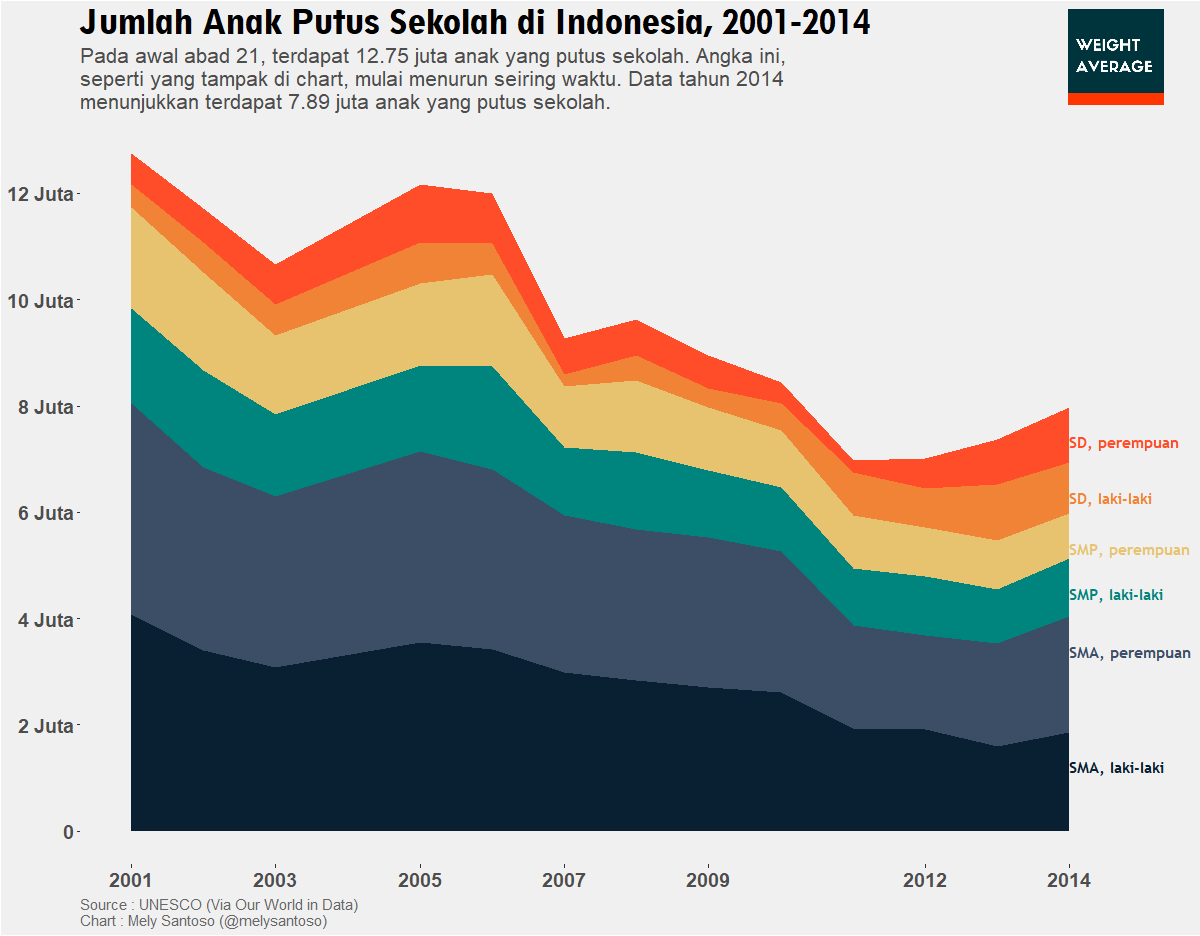 Jumlah Anak Putus Sekolah di Indonesia, 2001-2014
Pada awal abad 21, terdapat 12.75 juta anak yang putus sekolah. Angka ini,
seperti yang tampak di chart, mulai menurun seiring waktu. Data tahun 2014
menunjukkan terdapat 7.89 juta anak yang putus sekolah.
WEIGHT
AVERAGE
12 Juta
10 Juta
8 Juta
6 Juta
4 Juta
2 Juta
0
SD, perempuan
SD, laki-laki
SMP, perempuan
SMP, laki-laki
SMA, perempuan
SMA, laki-laki
2001 2003 2005 2007 2009 2012 2014
Source : UNESCO (Via Our World in Data)
Chart : Mely Santoso (@melysantoso)